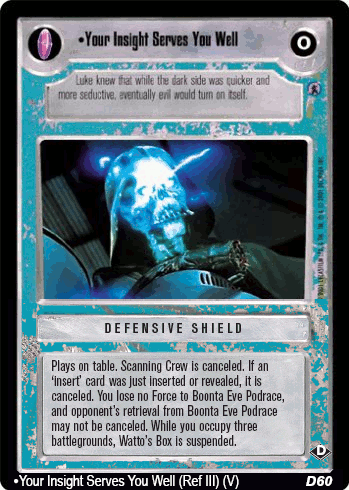 •Your Insight Serves You Well
O
Luke knew that while the dark side was quicker and
more seductive, eventually evil would turn on itself.
DEFENSIVE SHIELD
Plays on table. Scanning Crew is canceled. If an
'insert' card was just inserted or revealed, it is
canceled. You lose no Force to Boonta Eve Podrace,
and opponent's retrieval from Boonta Eve Podrace
may not be canceled. While you occupy three
battlegrounds, Watto's Box is suspended.
D
•Your Insight Serves You Well (Ref III) (V)
D60